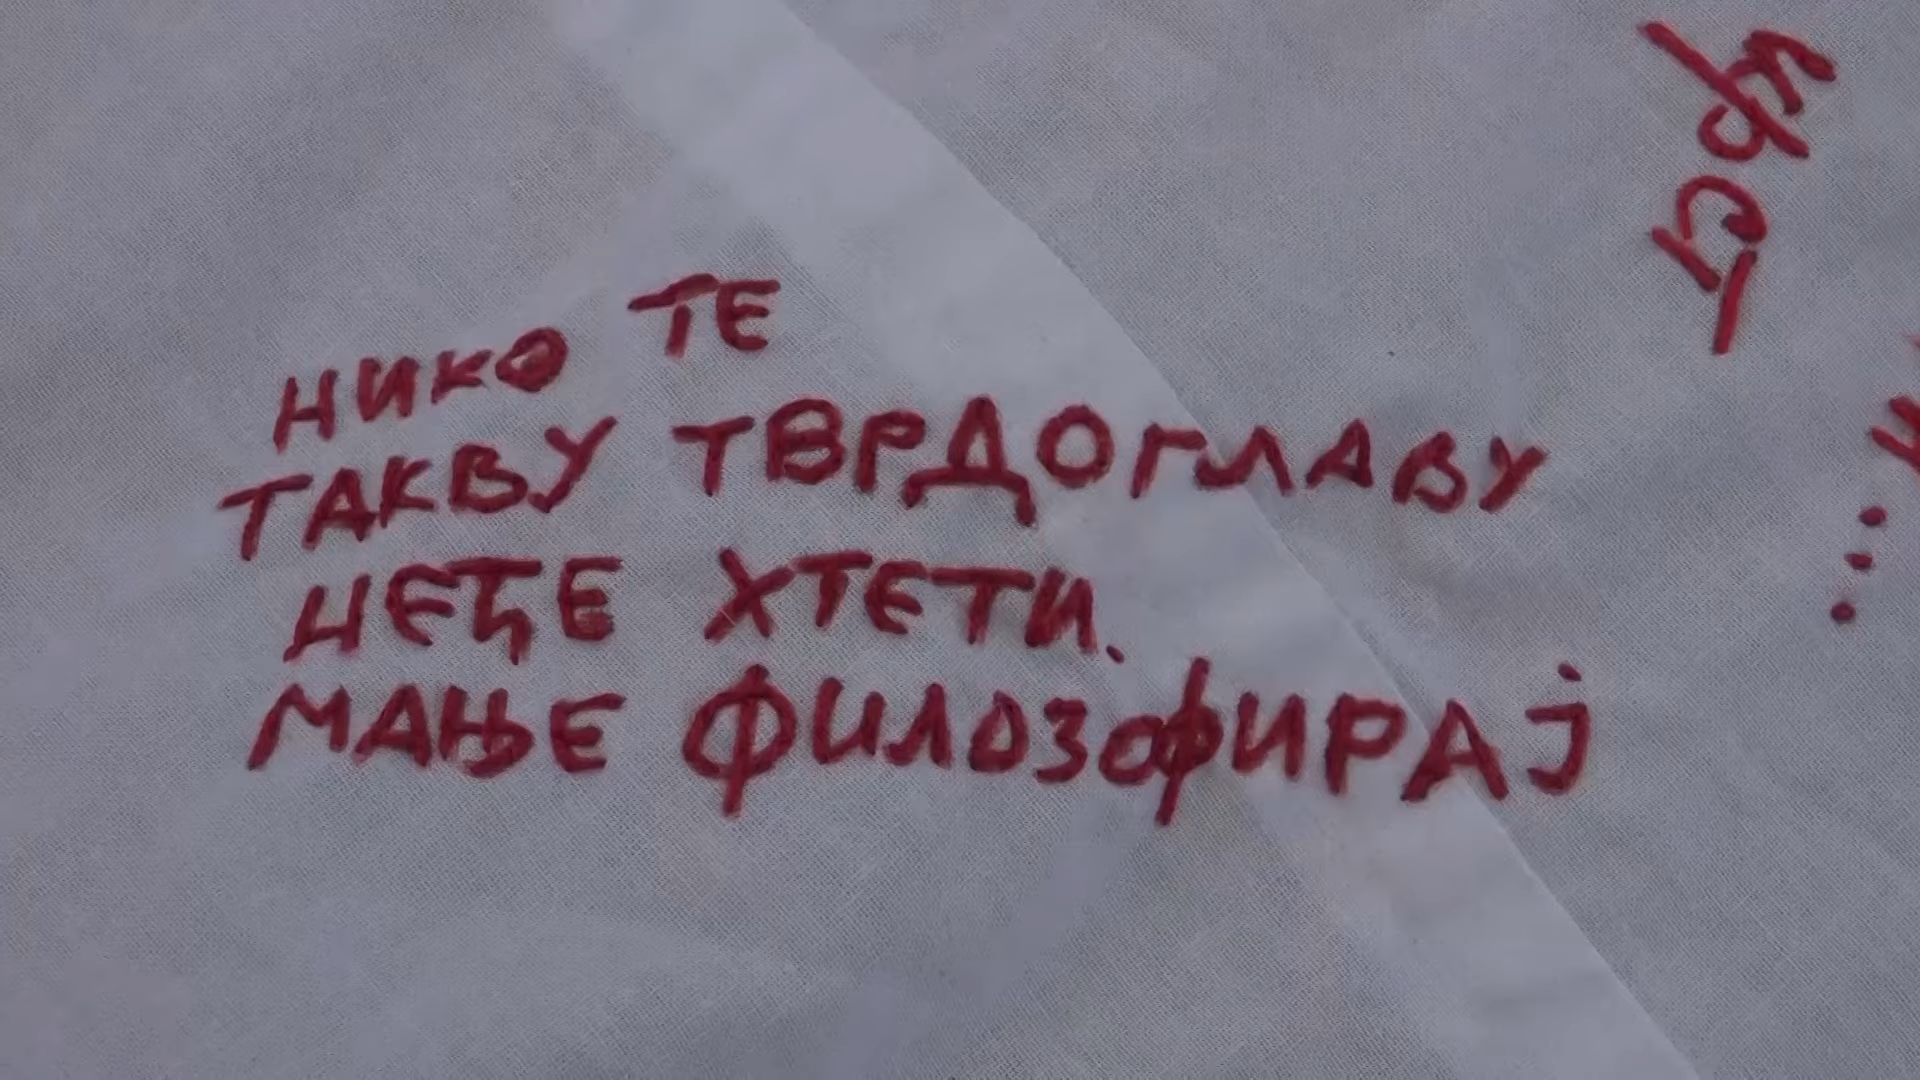 НИКО ТЕ
ТАКВУ ТВРДОГЛАВУ
НЕЋЕ ХТЕТИ.
МАЊЕ ФИЛОЗОФИРАЈ